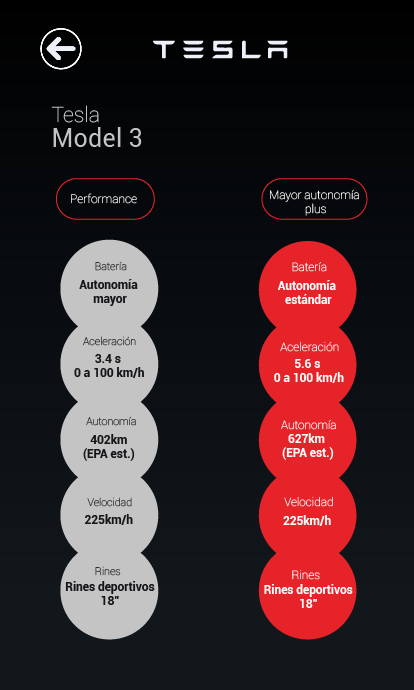 TESLA
Tesla
Model 3
Performance
Batería
Autonomía
mayor
Aceleración
3.4 s
0 a 100 km/h
Autonomía
402km
(EPA est.)
Velocidad
225km/h
Rines
Rines deportivos
18"
Mayor autonomía
plus
Batería
Autonomía
estándar
Aceleración
5.6 s
0 a 100 km/h
Autonomía
627km
(EPA est.)
Velocidad
225km/h
Rines
Rines deportivos
18"